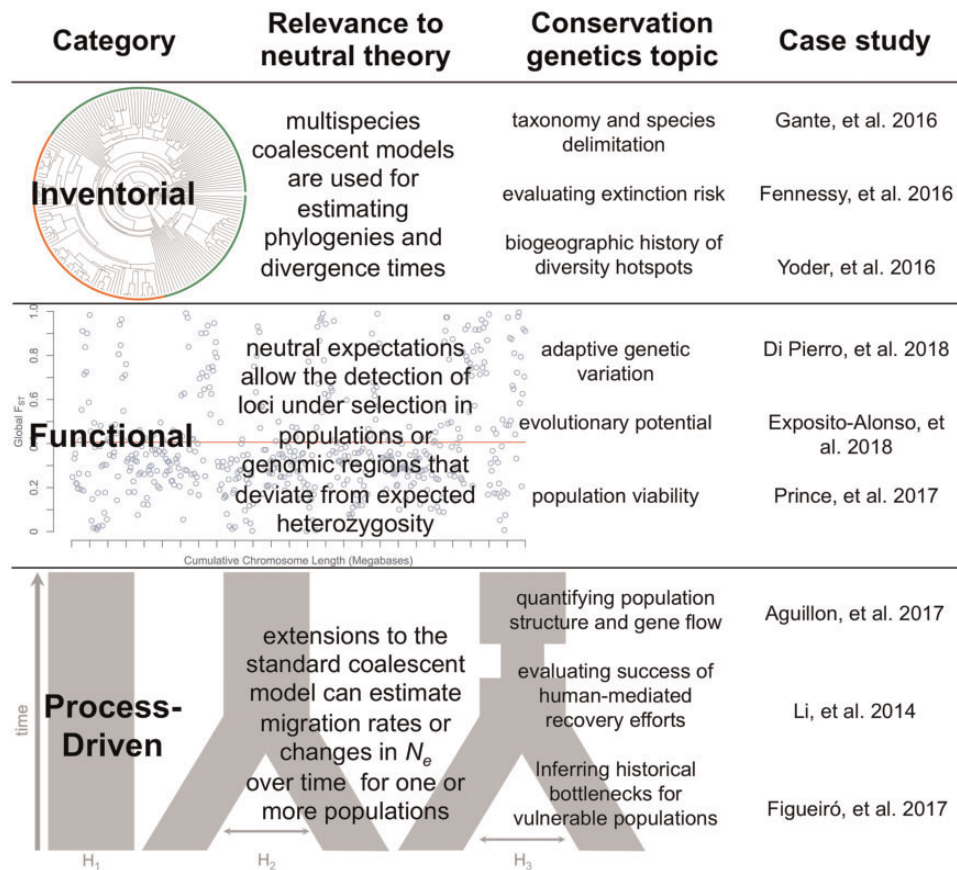 Category
Relevance to
neutral theory
Conservation
genetics topic
Case study
Inventorial
multispecies
coalescent models
are used for
estimating
phylogenies and
divergence times
taxonomy and species
delimitation
Gante, et al. 2016
evaluating extinction risk
Fennessy, et al. 2016
biogeographic history of
diversity hotspots
Yoder, et al. 2016
1.0
0.8
0.6
0.4
0.2
0
Global FST
Functional
neutral expectations
allow the detection of
loci under selection in
populations or
genomic regions that
deviate from expected
heterozygosity
Cumulative Chromosome Length (Megabases)
adaptive genetic
variation
Di Pierro, et al. 2018
evolutionary potential
Exposito-Alonso, et
al. 2018
population viability
Prince, et al. 2017
time
Process-
Driven
extensions to the
standard coalescent
model can estimate
migration rates or
changes in Ne
over time for one or
more populations
quantifying population
structure and gene flow
Aguillon, et al. 2017
evaluating success of
human-mediated
recovery efforts
Li, et al. 2014
Inferring historical
bottlenecks for
vulnerable populations
Figueiró, et al. 2017
H1
H2
H3